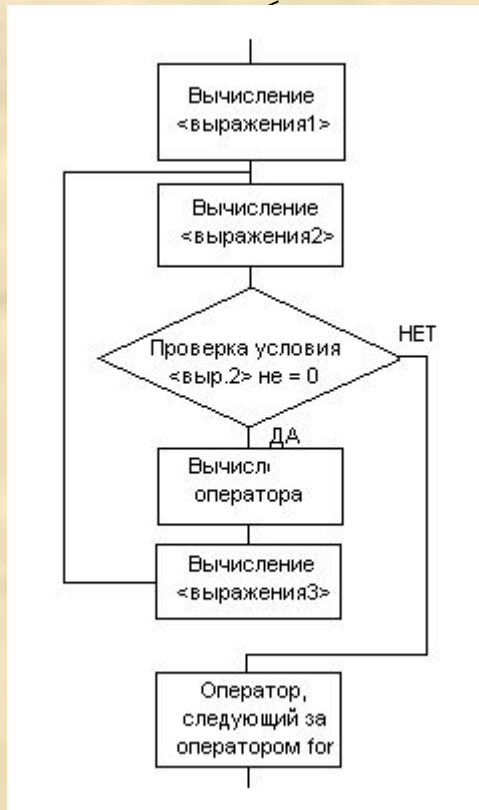 Вычисление
<выражения1>
Вычисление
<выражения2>
Проверка условия
<выр.2> не = 0
НЕТ
ДА
оператора
Вычисление
<выражения3>
Оператор,
следующий за
оператором for